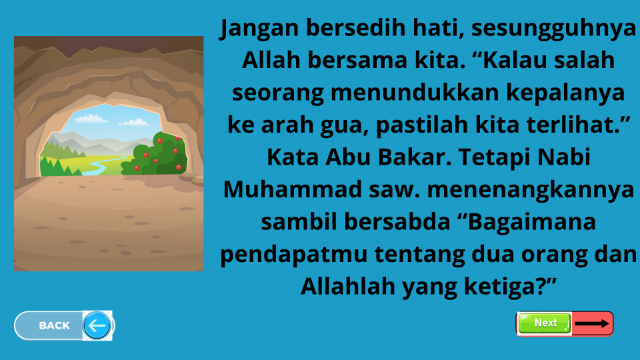 Jangan bersedih hati, sesungguhnya
Allah bersama kita. “Kalau salah
seorang menundukkan kepalanya
ke arah gua, pastilah kita terlihat.”
Kata Abu Bakar. Tetapi Nabi
Muhammad saw. menenangkannya
sambil bersabda “Bagaimana
pendapatmu tentang dua orang dan
Allahlah yang ketiga?”
BACK
Next